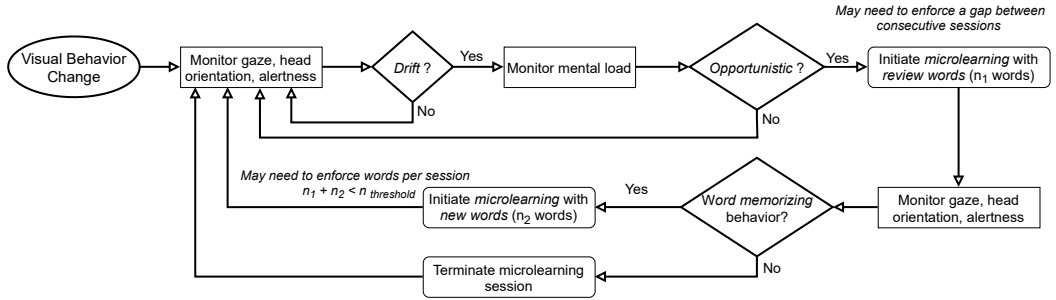 May need to enforce a gap between
consecutive sessions
Visual Behavior
Change
Monitor gaze, head
orientation, alertness
Drift ?
Yes
No
Monitor mental load
Opportunistic ?
Yes
No
Initiate microlearning with
review words (n1 words)
Monitor gaze, head
orientation, alertness
Word memorizing
behavior?
Yes
No
May need to enforce words per session
n1 + n2 < n threshold
Initiate microlearning with
new words (n2 words)
Terminate microlearning
session